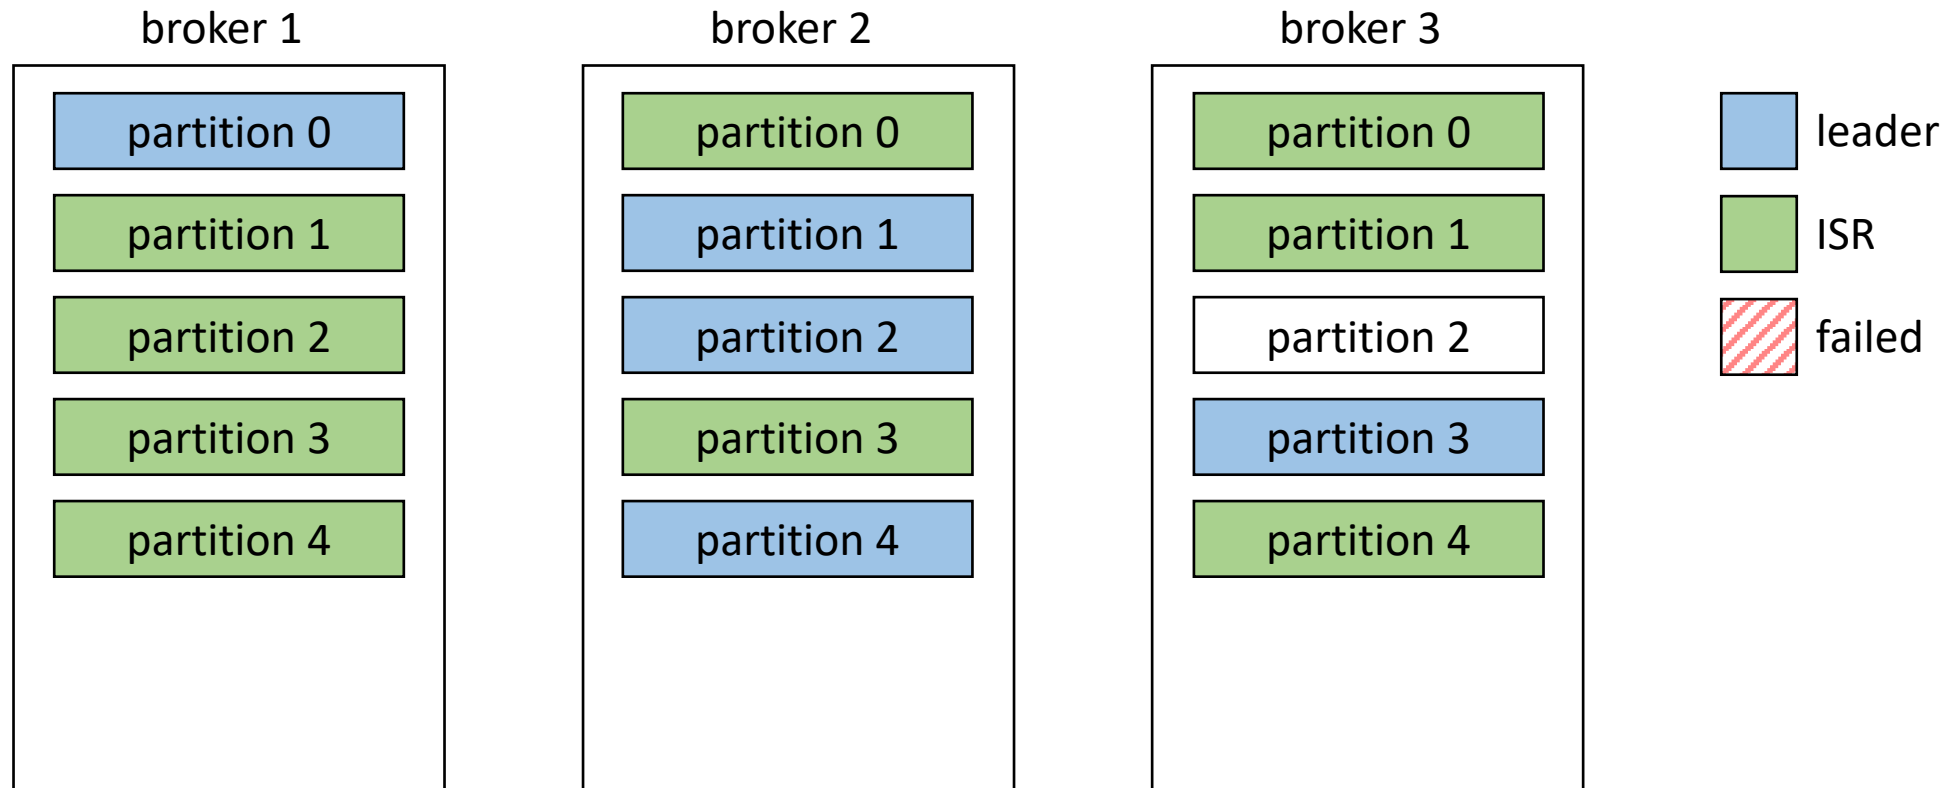 broker 1
partition 0
partition 1
partition 2
partition 3
partition 4
broker 2
partition 0
partition 1
partition 2
partition 3
partition 4
broker 3
partition 0
partition 1
partition 2
partition 3
partition 4
leader
ISR
failed